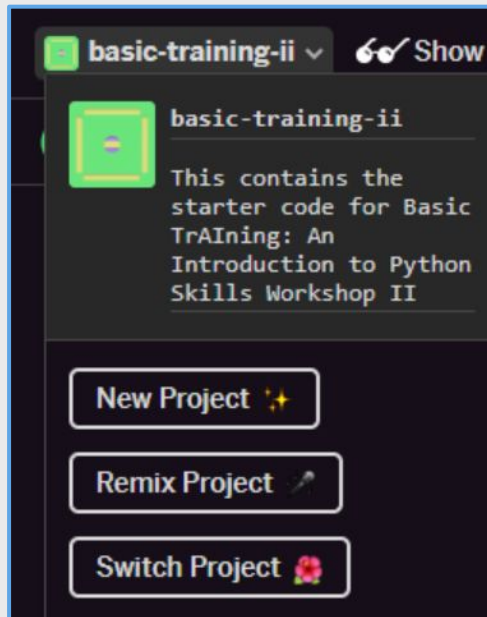 basic-training-ii Show
basic-training-ii
This contains the
starter code for Basic
TrAIning: An
Introduction to Python
Skills Workshop II
New Project
Remix Project
Switch Project